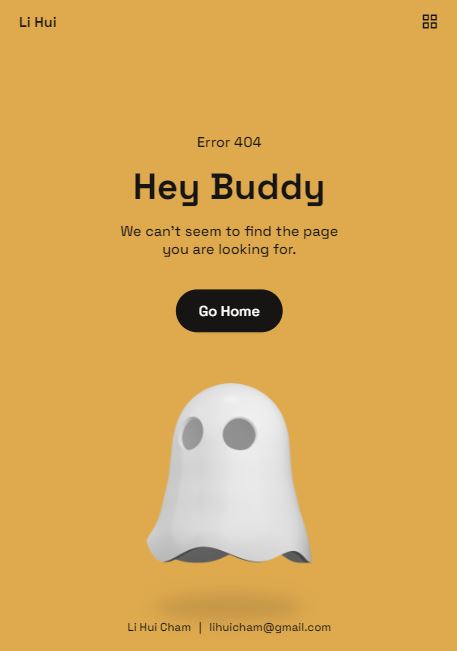 Li Hui
Error 404
Hey Buddy
We can't seem to find the page
you are looking for.
Go Home
Li Hui Cham | lihuicham@gmail.com